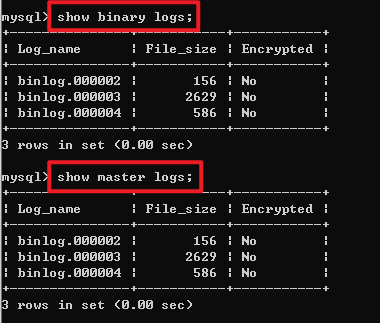 mysql> show binary logs;
+---------------+-----------+-----------+
| Log_name | File_size | Encrypted |
+---------------+-----------+-----------+
| binlog.000002 | 156 | No |
| binlog.000003 | 2629 | No |
| binlog.000004 | 586 | No |
+---------------+-----------+-----------+
3 rows in set (0.00 sec)
mysql> show master logs;
+---------------+-----------+-----------+
| Log_name | File_size | Encrypted |
+---------------+-----------+-----------+
| binlog.000002 | 156 | No |
| binlog.000003 | 2629 | No |
| binlog.000004 | 586 | No |
+---------------+-----------+-----------+
3 rows in set (0.00 sec)